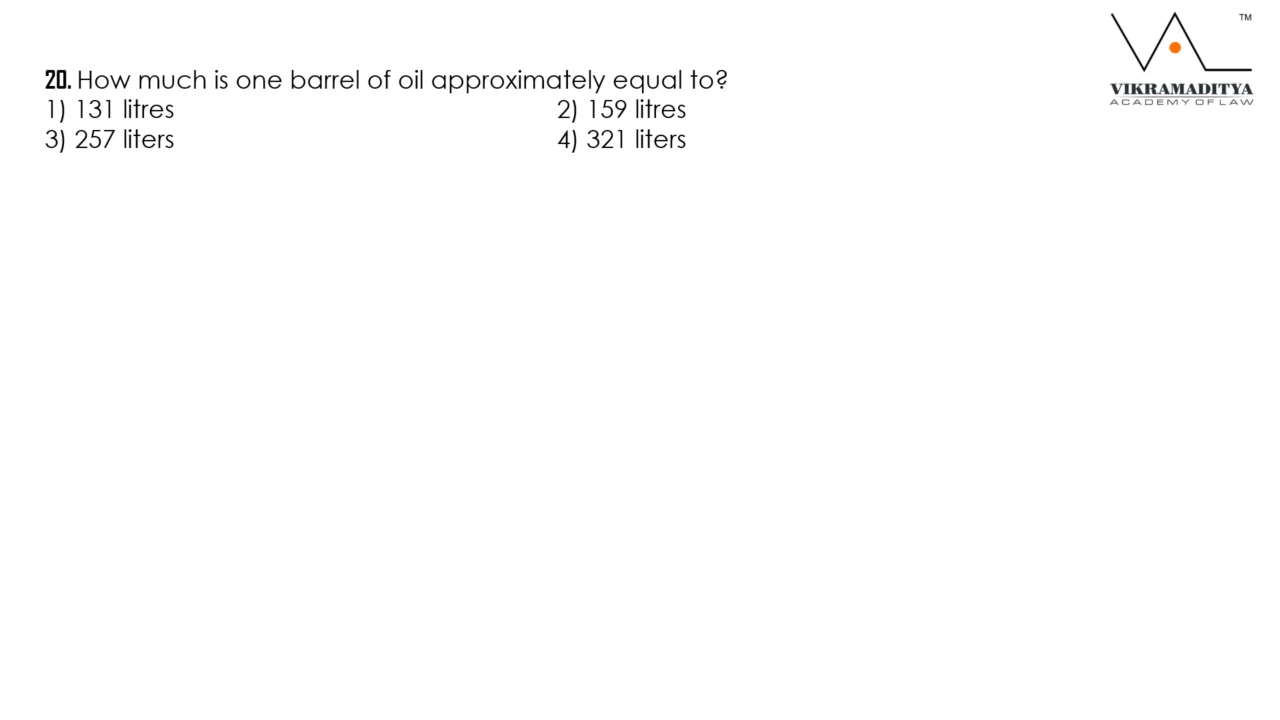 TM
VIKRAMADITYA
ACADEMY OF LAW
20. How much is one barrel of oil approximately equal to?
1) 131 litres 2) 159 litres
3) 257 liters 4) 321 liters